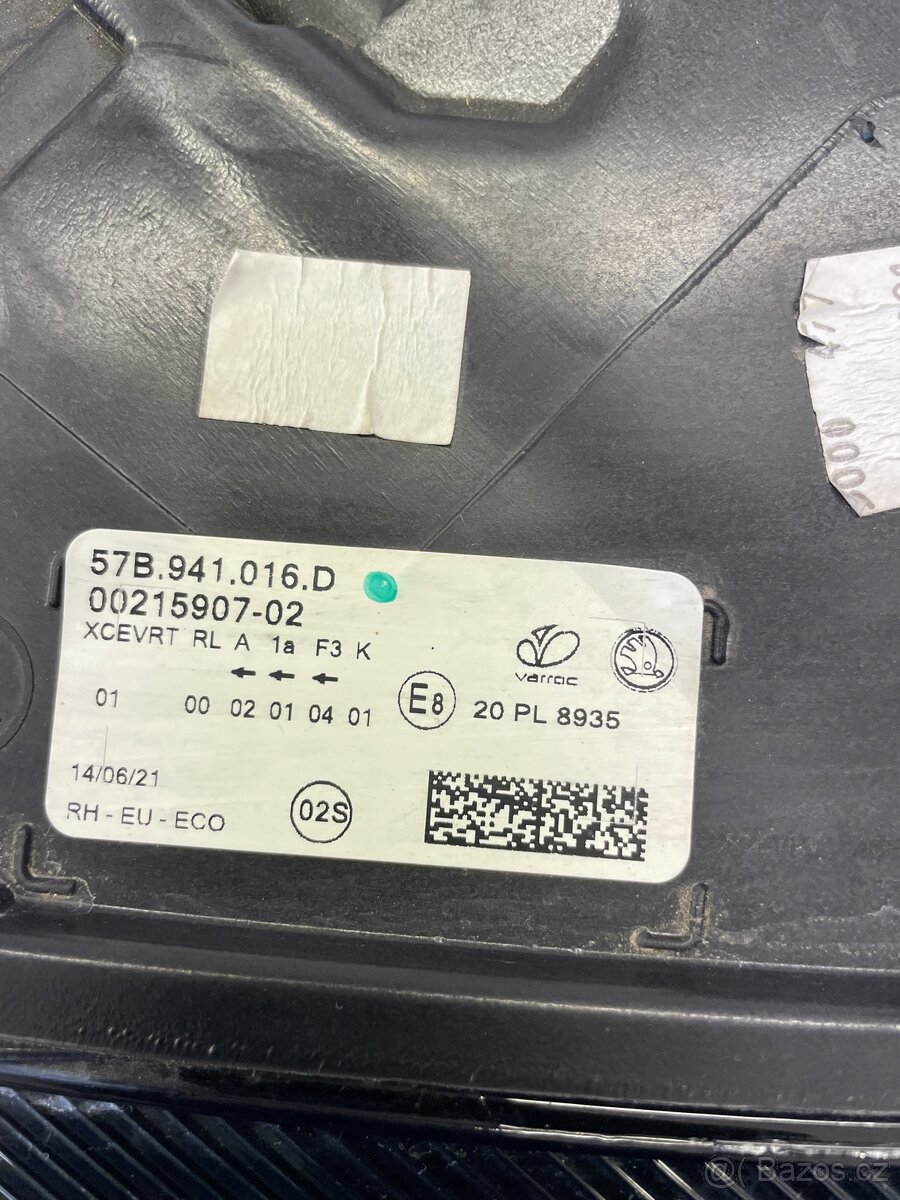 0005
57B.941.016.D
00215907-02
XCEVRT RL A 1a F3 K
← ← ←
varroc
01 00 02 01 04 01
E8 20 PL 8935
14/06/21
RH - EU - ECO
02S
@( Bazos.cz